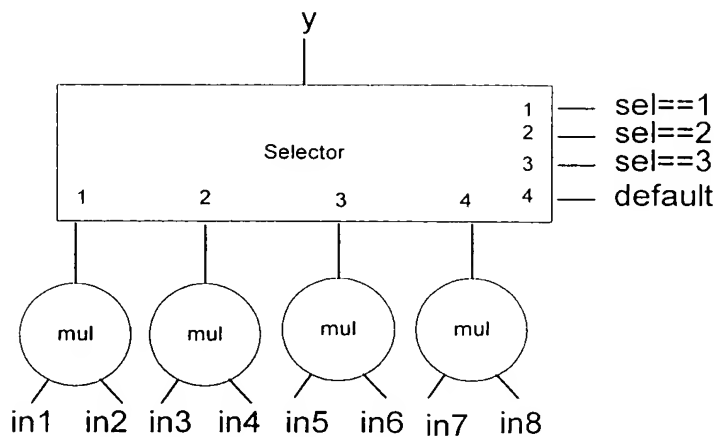 y
1 sel==1
2 sel==2
Selector
3 sel==3
1 2 3 4 4 default
mul mul mul mul
in1 in2 in3 in4 in5 in6 in7 in8